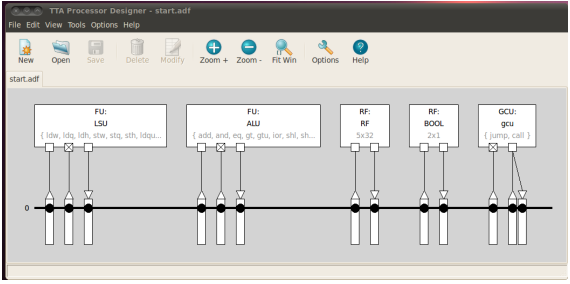 TTA Processor Designer - start.adf
File Edit View Tools Options Help
New Open Save Delete Modify Zoom + Zoom - Fit Win Options Help
start.adf
FU: FU: RF: RF: GCU:
LSU ALU RF BOOL gcu
{ ldw, ldq, ldh, stw, stq, sth, ldqu... { add, and, eq, gt, gtu, ior, shl, sh... 5x32 2x1 { jump, call }
0